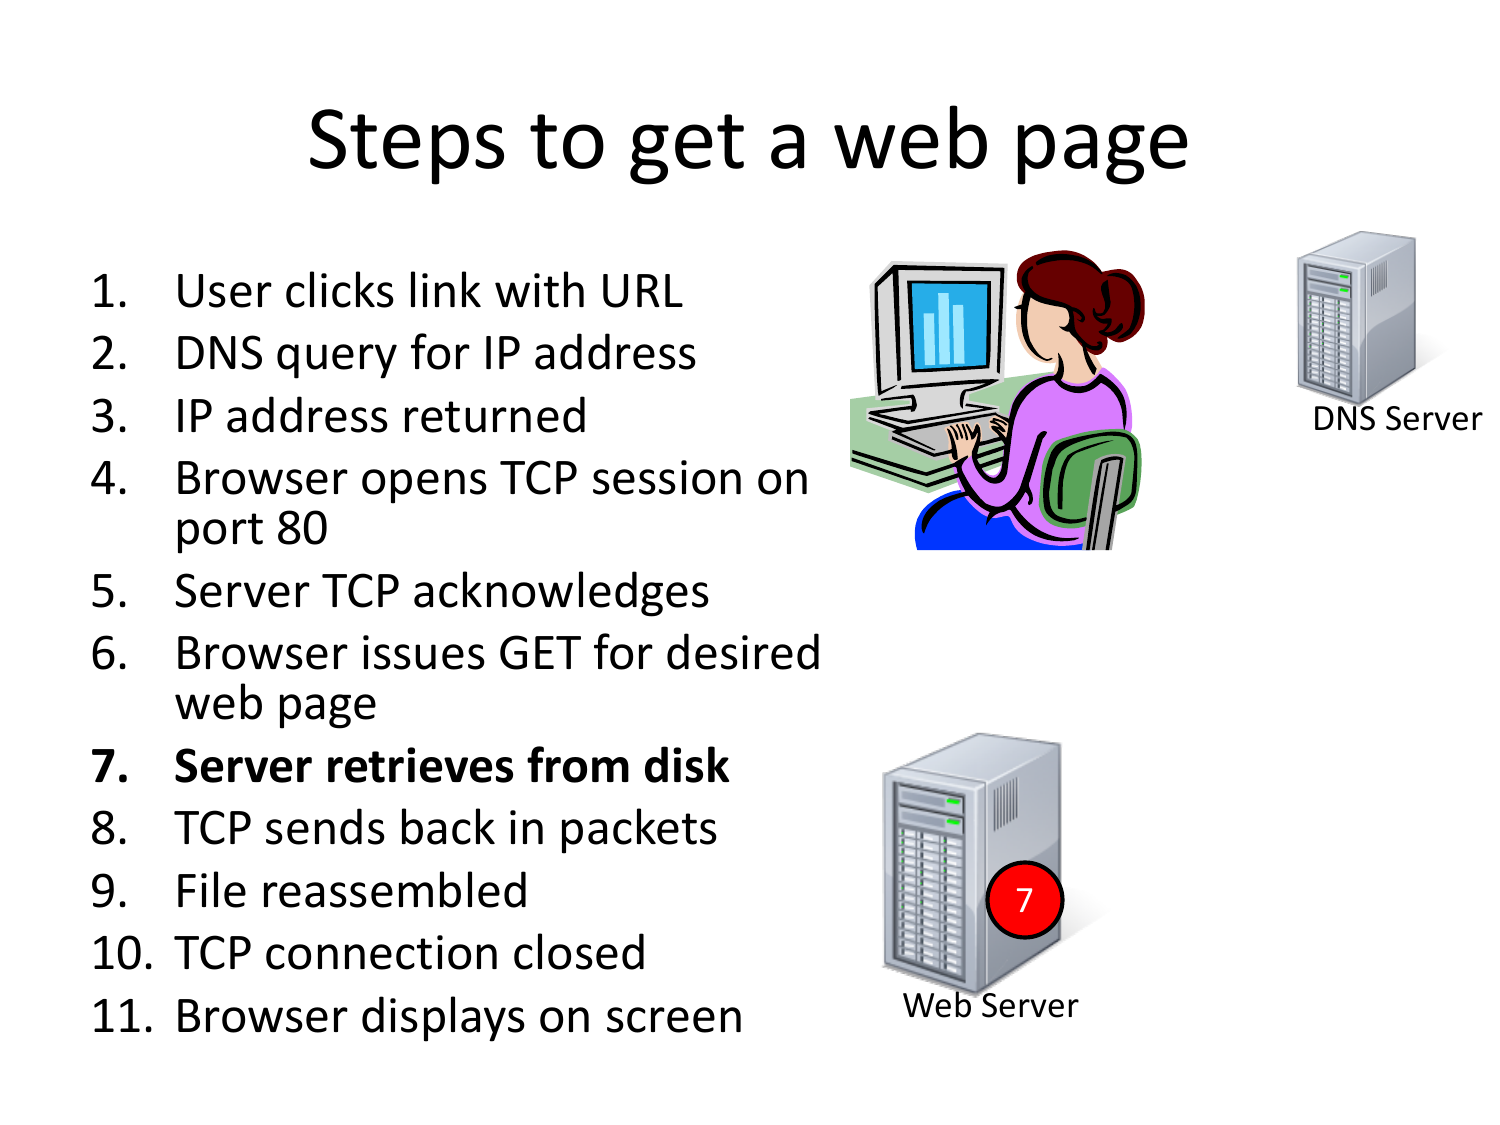 Steps to get a web page
1. User clicks link with URL
2. DNS query for IP address
3. IP address returned
4. Browser opens TCP session on
port 80
5. Server TCP acknowledges
6. Browser issues GET for desired
web page
7. Server retrieves from disk
8. TCP sends back in packets
9. File reassembled
10. TCP connection closed
11. Browser displays on screen
DNS Server
7
Web Server